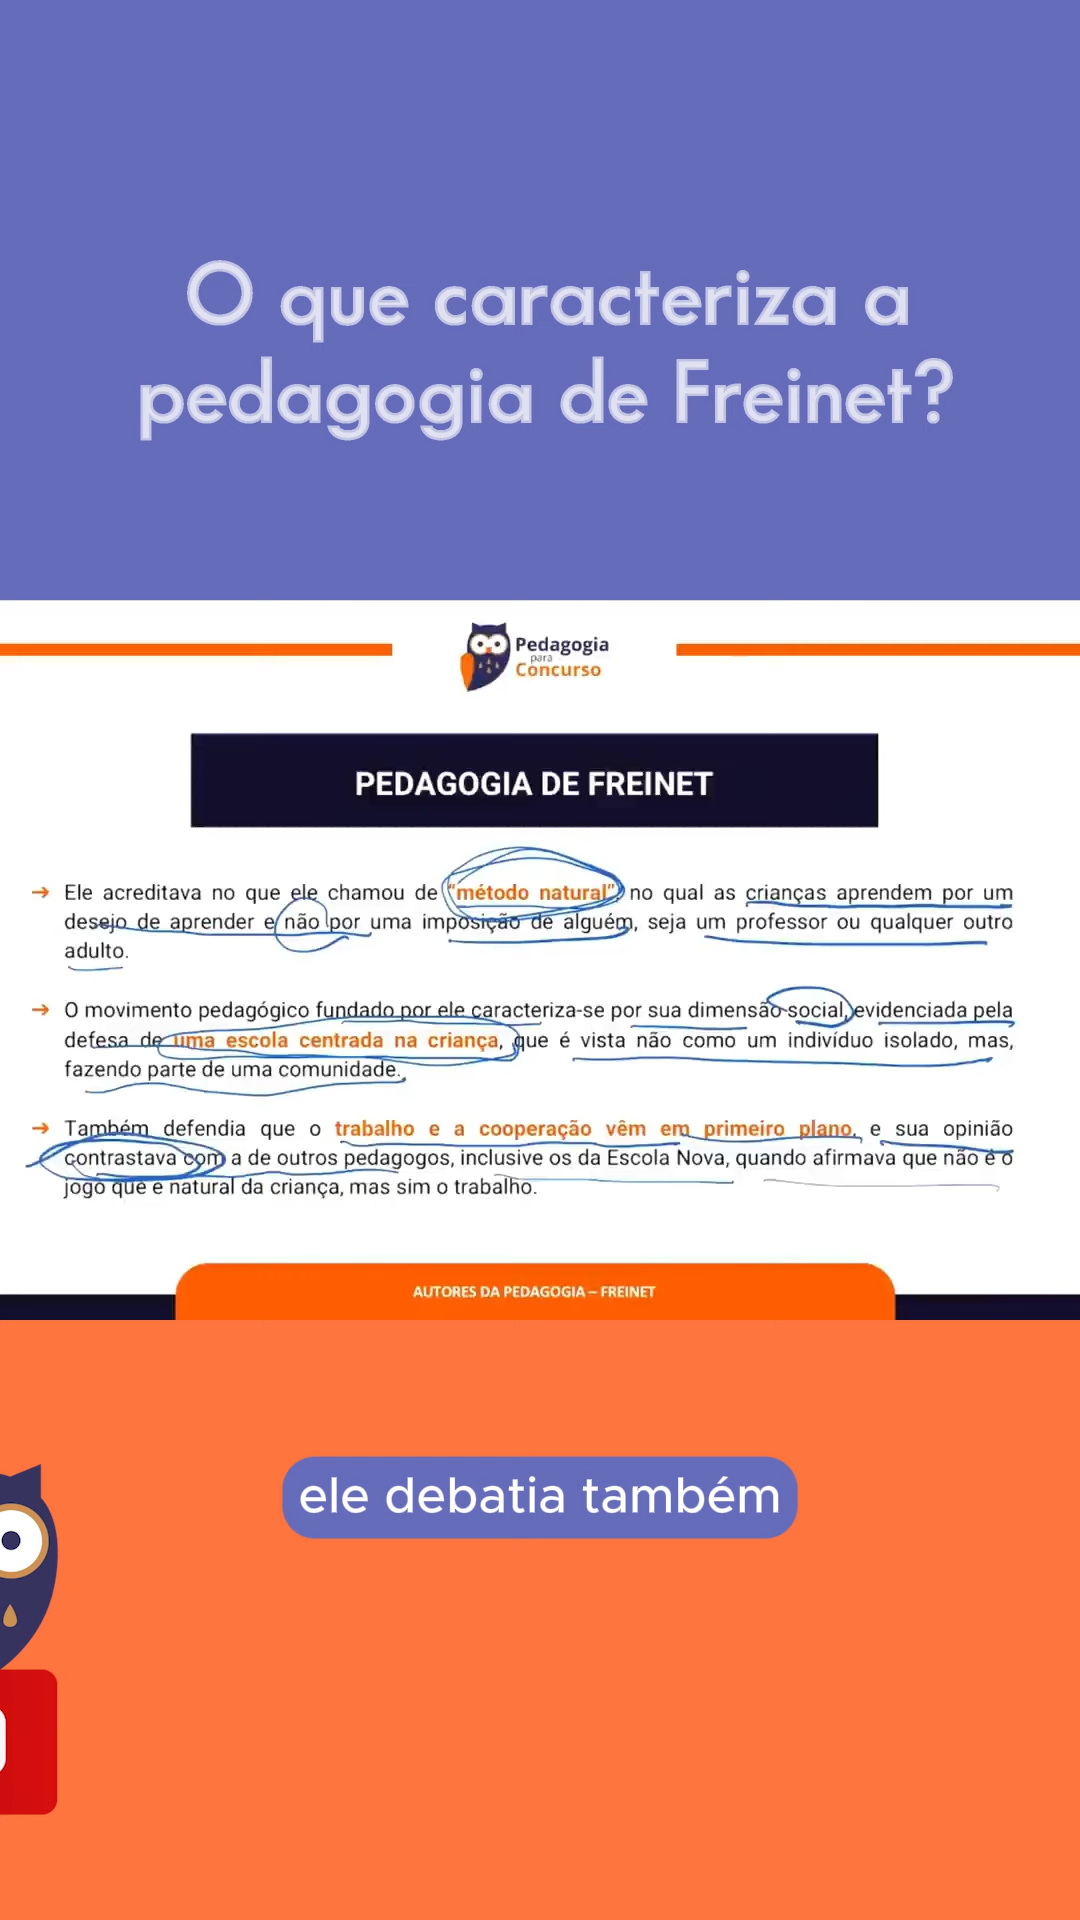 O que caracteriza a
pedagogia de Freinet?
Pedagogia
para
Concurso
PEDAGOGIA DE FREINET
→ Ele acreditava no que ele chamou de “método natural”, no qual as crianças aprendem por um
desejo de aprender e não por uma imposição de alguém, seja um professor ou qualquer outro
adulto.
→ O movimento pedagógico fundado por ele caracteriza-se por sua dimensão social, evidenciada pela
defesa de uma escola centrada na criança, que é vista não como um indivíduo isolado, mas,
fazendo parte de uma comunidade.
→ Também defendia que o trabalho e a cooperação vêm em primeiro plano, e sua opinião
contrastava com a de outros pedagogos, inclusive os da Escola Nova, quando afirmava que não é o
jogo que é natural da criança, mas sim o trabalho.
AUTORES DA PEDAGOGIA – FREINET
ele debatia também